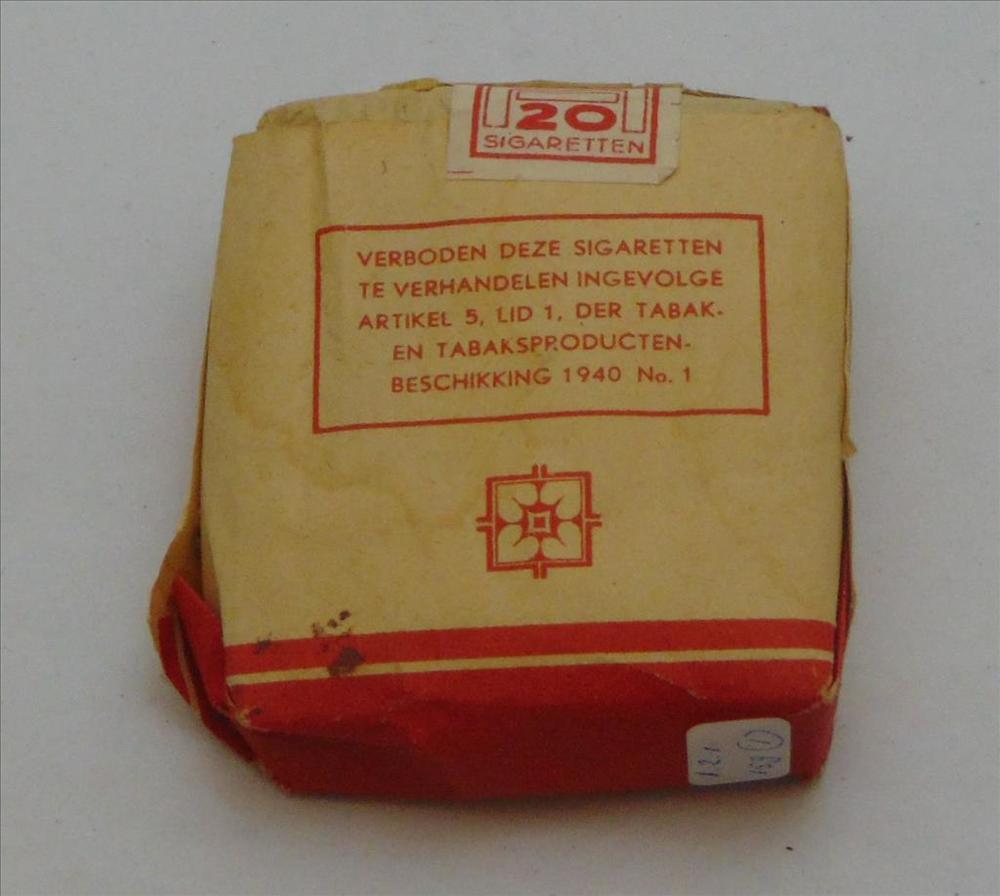 20
SIGARETTEN
VERBODEN DEZE SIGARETTEN
TE VERHANDELEN INGEVOLGE
ARTIKEL 5, LID 1, DER TABAK-
EN TABAKSPRODUCTEN-
BESCHIKKING 1940 No. 1